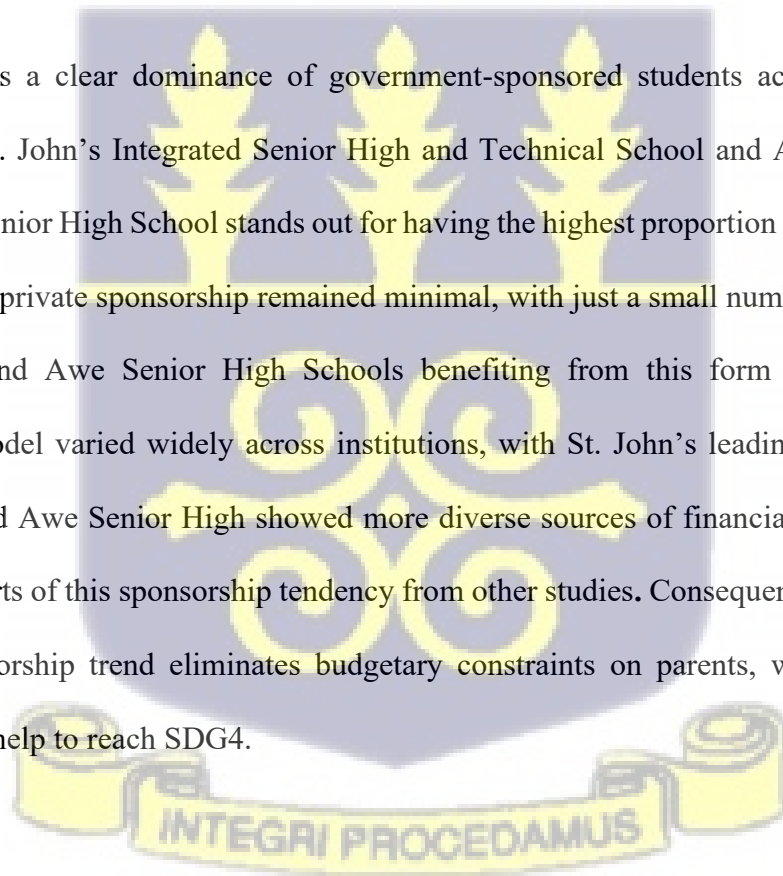 s a clear dominance of government-sponsored students ac
. John’s Integrated Senior High and Technical School and A
nior High School stands out for having the highest proportion
private sponsorship remained minimal, with just a small num
nd Awe Senior High Schools benefiting from this form
odel varied widely across institutions, with St. John’s leadin
d Awe Senior High showed more diverse sources of financia
rts of this sponsorship tendency from other studies. Consequen
orship trend eliminates budgetary constraints on parents, w
help to reach SDG4.
INTEGRI PROCEDAMUS